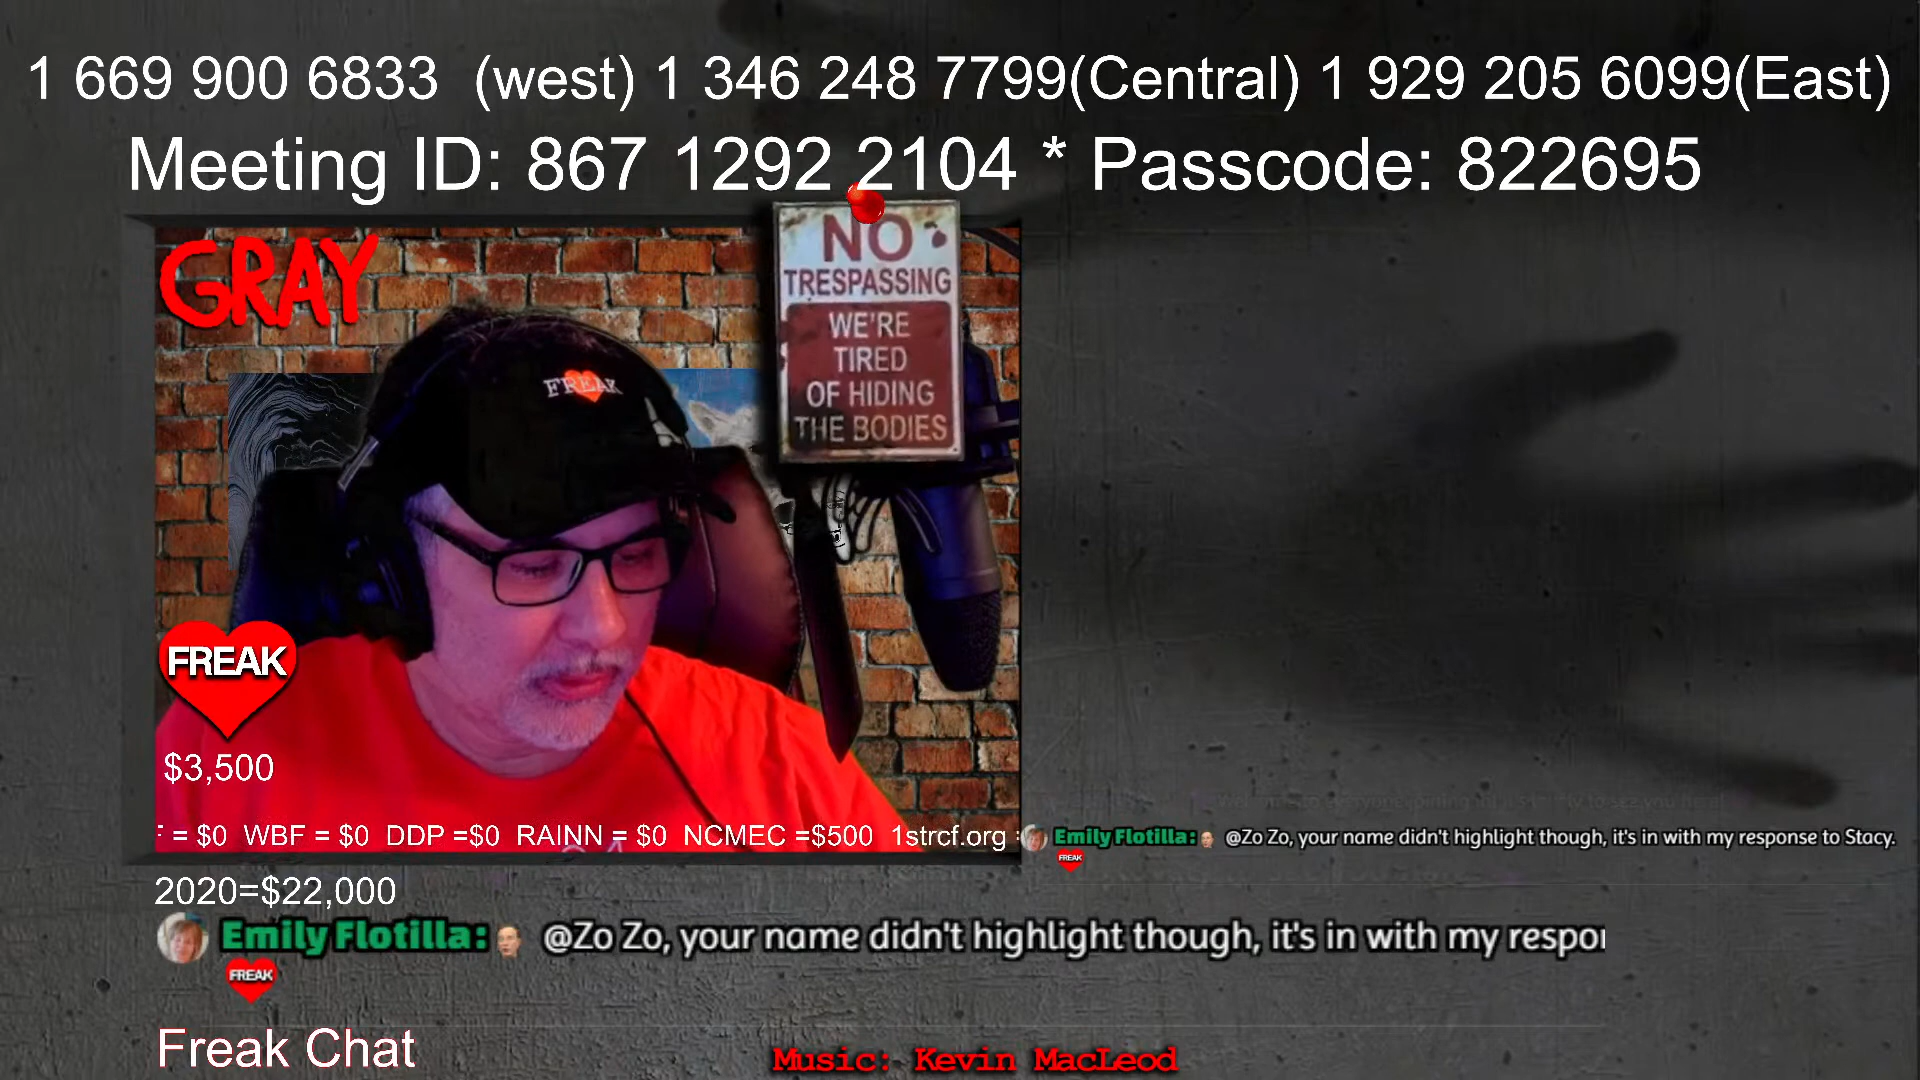 1 669 900 6833 (west) 1 346 248 7799(Central) 1 929 205 6099(East)
Meeting ID: 867 1292 2104 * Passcode: 822695
GRAY
NO
TRESPASSING
WE'RE
TIRED
OF HIDING
THE BODIES
FREAK
FREAK
$3,500
= $0 WBF = $0 DDP =$0 RAINN = $0 NCMEC =$500 1strcf.org
Emily Flotilla: @Zo Zo, your name didn't highlight though, it's in with my response to Stacy.
FREAK
2020=$22,000
Emily Flotilla: @Zo Zo, your name didn't highlight though, it's in with my
FREAK
Freak Chat
Music: Kevin MacLeod